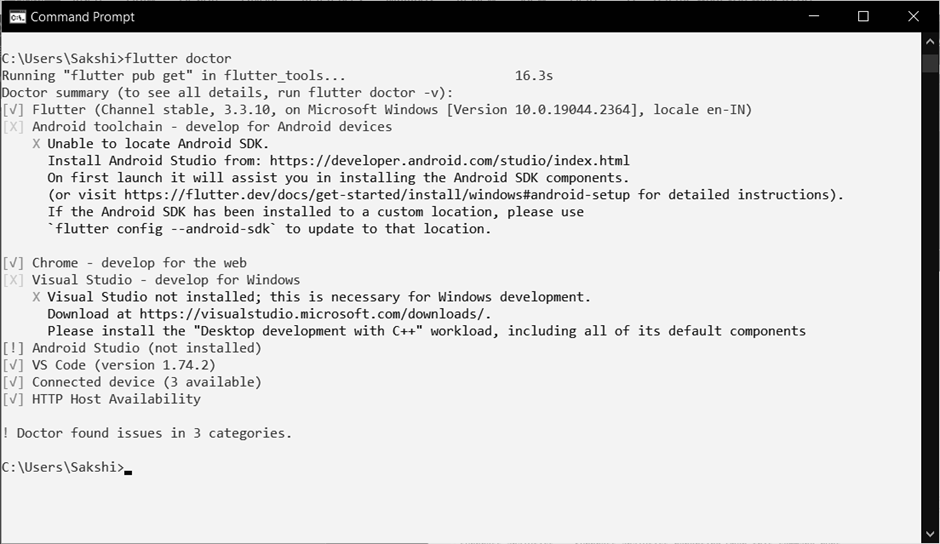 Command Prompt
C:\Users\Sakshi>flutter doctor
Running "flutter pub get" in flutter_tools... 16.3s
Doctor summary (to see all details, run flutter doctor -v):
[√] Flutter (Channel stable, 3.3.10, on Microsoft Windows [Version 10.0.19044.2364], locale en-IN)
[X] Android toolchain - develop for Android devices
X Unable to locate Android SDK.
Install Android Studio from: https://developer.android.com/studio/index.html
On first launch it will assist you in installing the Android SDK components.
(or visit https://flutter.dev/docs/get-started/install/windows#android-setup for detailed instructions).
If the Android SDK has been installed to a custom location, please use
`flutter config --android-sdk` to update to that location.
[√] Chrome - develop for the web
[X] Visual Studio - develop for Windows
X Visual Studio not installed; this is necessary for Windows development.
Download at https://visualstudio.microsoft.com/downloads/.
Please install the "Desktop development with C++" workload, including all of its default components
[!] Android Studio (not installed)
[√] VS Code (version 1.74.2)
[√] Connected device (3 available)
[√] HTTP Host Availability
! Doctor found issues in 3 categories.
C:\Users\Sakshi>